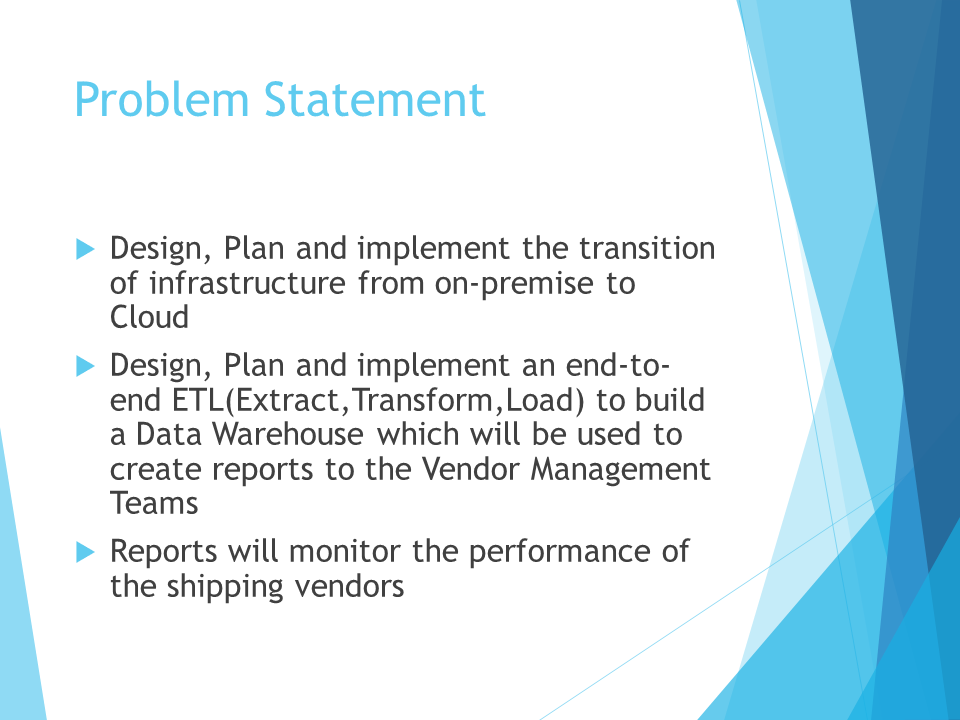 Problem Statement
Design, Plan and implement the transition
of infrastructure from on-premise to
Cloud
Design, Plan and implement an end-to-
end ETL(Extract,Transform,Load) to build
a Data Warehouse which will be used to
create reports to the Vendor Management
Teams
Reports will monitor the performance of
the shipping vendors